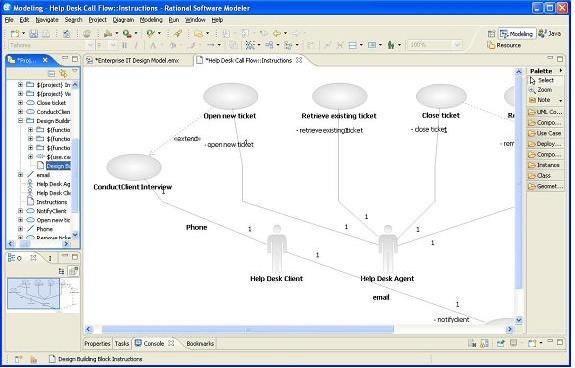 Modeling - Help Desk Call Flow::Instructions - Rational Software Modeler
File Edit Navigate Search Project Diagram Modeling Run Window Help
Tahoma
100%
Modeling
Java
Resource
*Proj
*Enterprise IT Design Model.emx
*Help Desk Call Flow::Instructions
${project} In
${project} W
Close ticket
ConductClien
Design Building
${functio
${functio
${functio
${use.ca
Design B
email
Help Desk Ag
Help Desk Cli
Instructions
NotifyClient
Open new tic
Phone
Remove ticke
O
Open new ticket
Retrieve existing ticket
Close ticket
- retrieve existing ticket
- close ticket
1
«extend»
- open new ticket
- rem
ConductClient Interview
1
Phone
1
1
1
1
1
1
Help Desk Client
Help Desk Agent
email
1
- notifyclient
Palette
Select
Zoom
Note
UML Co...
Compo...
Use Case
Deploy...
Compo...
Instance
Class
Geomet...
Properties Tasks Console Bookmarks
Design Building Block Instructions